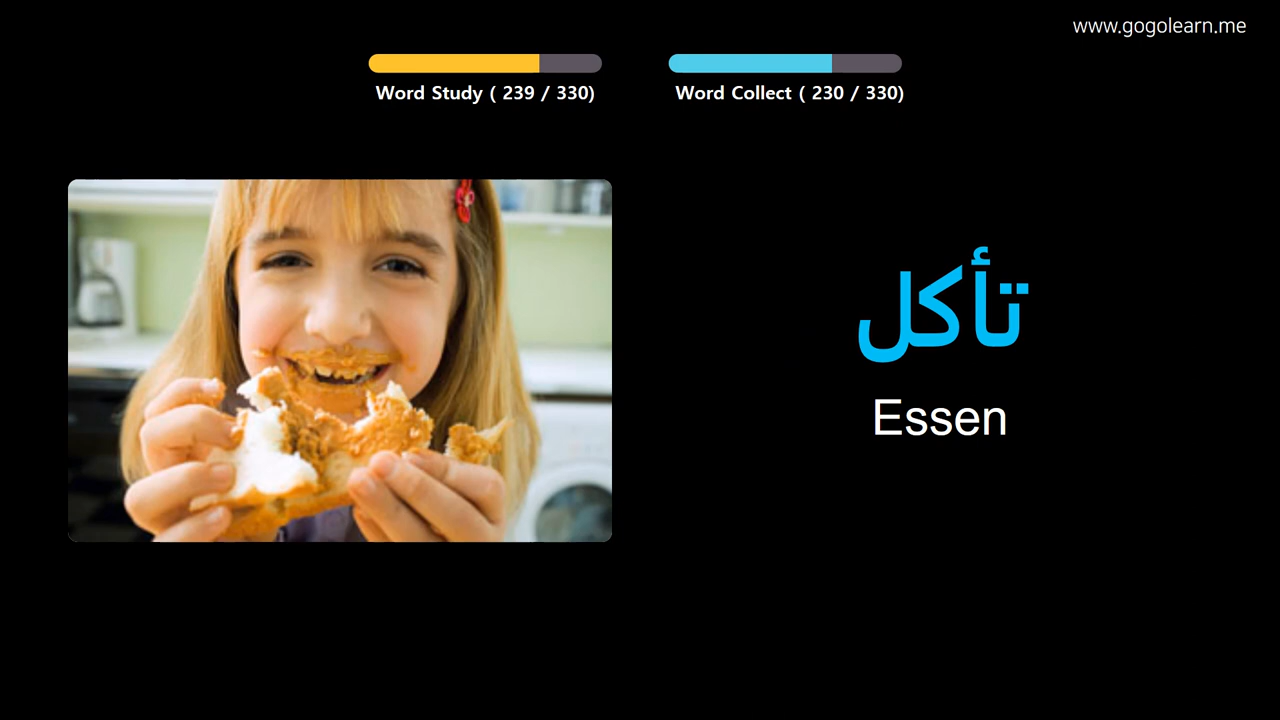 www.gogolearn.me
Word Study ( 239 / 330)
Word Collect ( 230 / 330)
تأكل
Essen